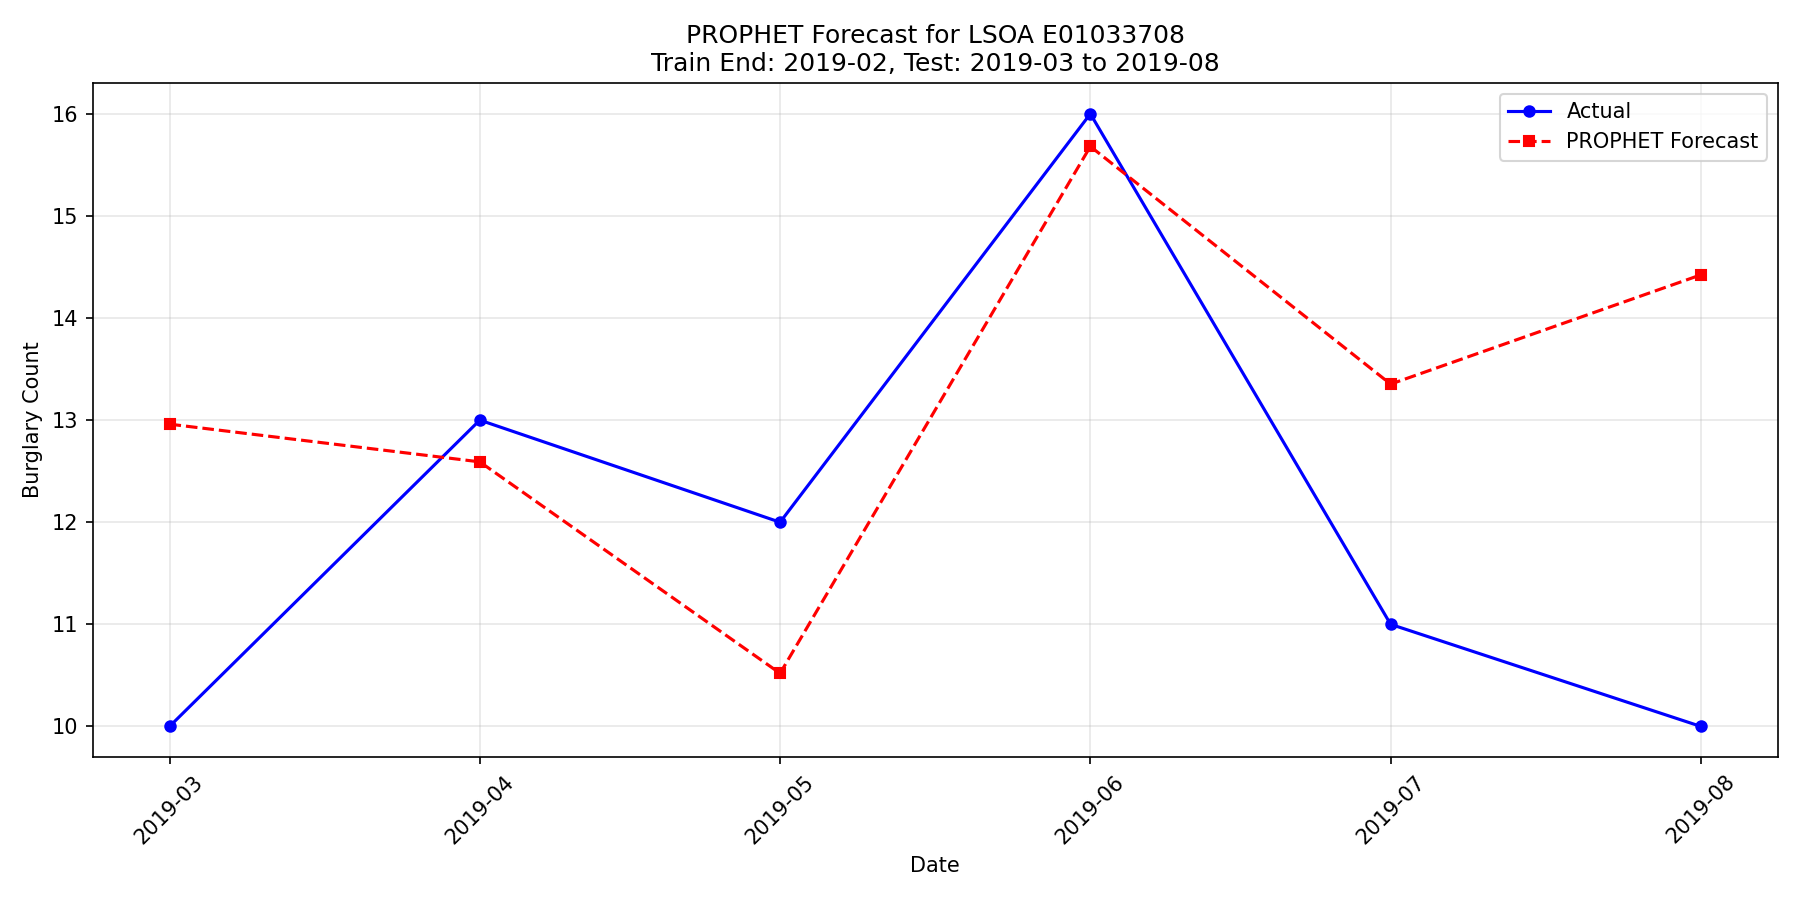 PROPHET Forecast for LSOA E01033708
Train End: 2019-02, Test: 2019-03 to 2019-08
Actual
PROPHET Forecast
Burglary Count
16
15
14
13
12
11
10
2019-03
2019-04
2019-05
2019-06
2019-07
2019-08
Date